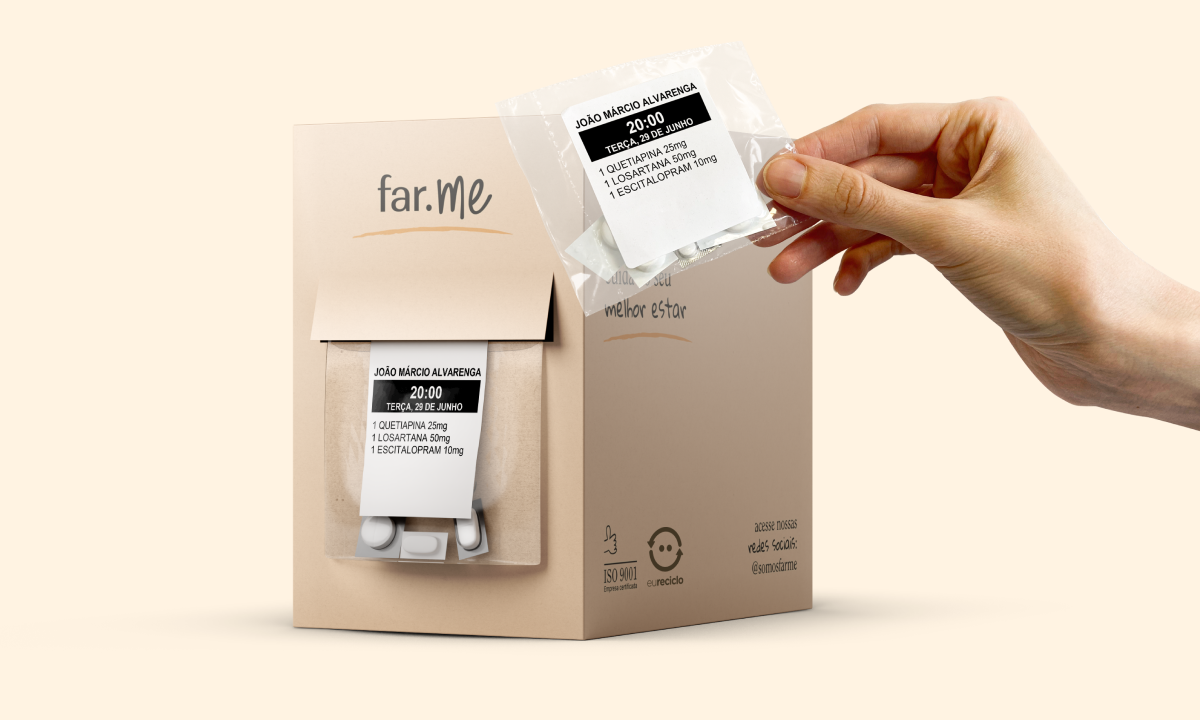 far.me
JOÃO MÁRCIO ALVARENGA
20:00
TERÇA, 29 DE JUNHO
1 QUETIAPINA 25mg
1 LOSARTANA 50mg
1 ESCITALOPRAM 10mg
seu
melhor estar
JOÃO MÁRCIO ALVARENGA
20:00
TERÇA, 29 DE JUNHO
1 QUETIAPINA 25mg
1 LOSARTANA 50mg
1 ESCITALOPRAM 10mg
ISO 9001
Empresa certificada
eureciclo
acesse nossas
redes sociais:
@somosfarme